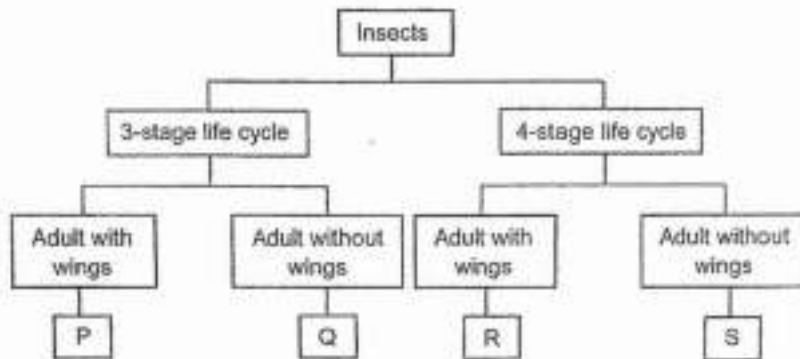 Insects
3-stage life cycle
4-stage life cycle
Adult with
wings
Adult without
wings
Adult with
wings
Adult without
wings
P
Q
R
S